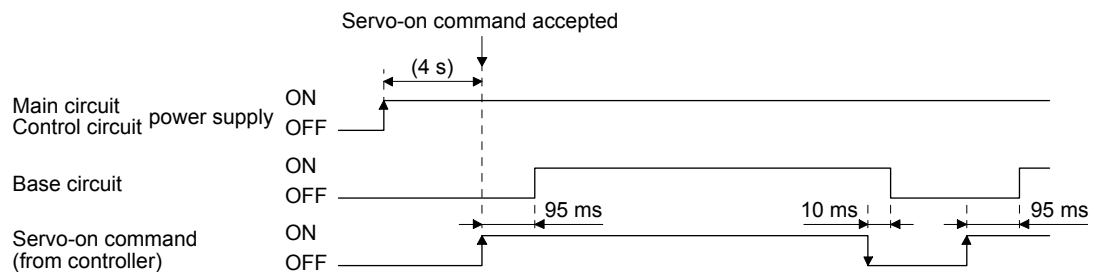 Servo-on command accepted
(4 s)
Main circuit
Control circuit power supply
ON
OFF
Base circuit
ON
OFF
95 ms
10 ms
95 ms
Servo-on command
(from controller)
ON
OFF